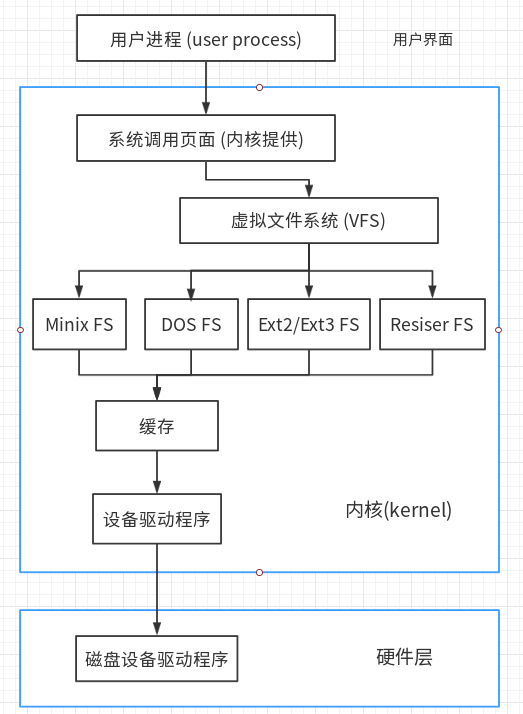 用户进程 (user process)
用户界面
系统调用页面 (内核提供)
虚拟文件系统 (VFS)
Minix FS
DOS FS
Ext2/Ext3 FS
Resiser FS
缓存
设备驱动程序
内核(kernel)
磁盘设备驱动程序
硬件层